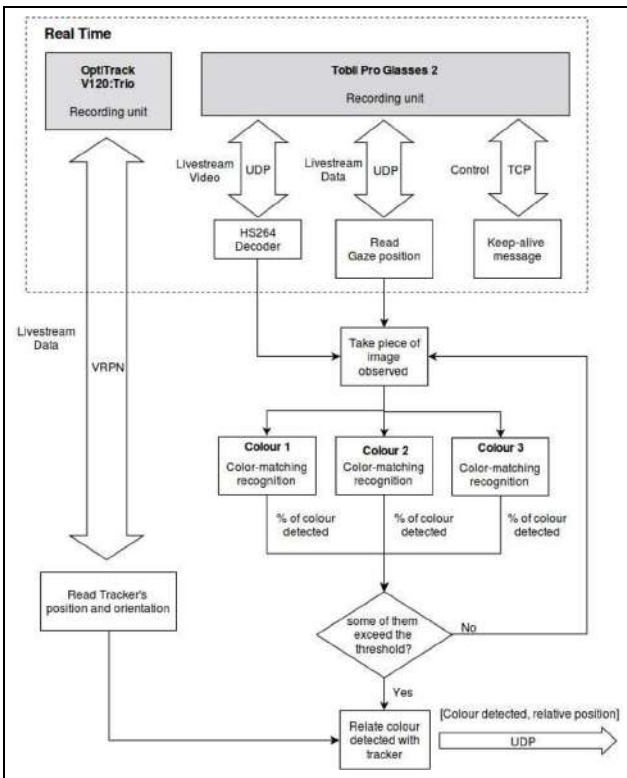 Real Time
OptiTrack
V120:Trio
Recording unit
Tobii Pro Glasses 2
Recording unit
Livestream
Video
UDP
Livestream
Data
UDP
Control
TCP
HS264
Decoder
Read
Gaze position
Keep-alive
message
Livestream
Data
VRPN
Take piece of
image
observed
Colour 1
Color-matching
recognition
Colour 2
Color-matching
recognition
Colour 3
Color-matching
recognition
% of colour
detected
% of colour
detected
% of colour
detected
Read Tracker's
position and orientation
some of them
exceed the
threshold?
No
Yes
Relate colour
detected with
tracker
[Colour detected, relative position]
UDP